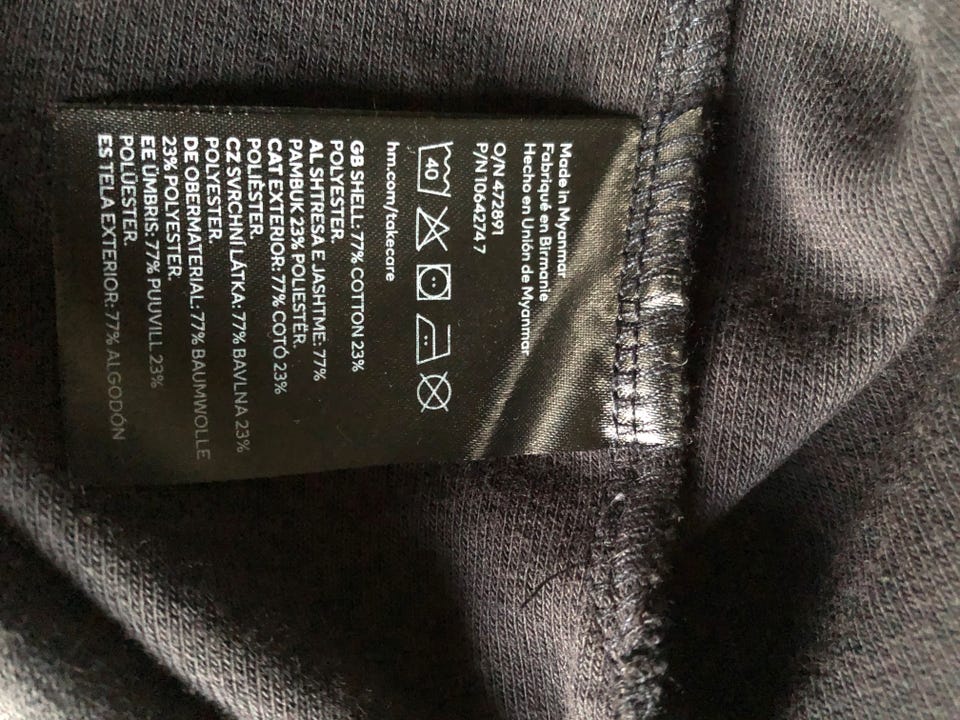 Made in Myanmar
Fabriqué en Birmanie
Hecho en Unión de Myanmar
O/N 472891
P/N 1064274 7
40
hm.com/takecare
GB SHELL: 77% COTTON 23%
POLYESTER.
AL SHTRESA E JASHTME: 77%
PAMBUK 23% POLIESTËR.
CAT EXTERIOR: 77% COTÓ 23%
POLIÈSTER.
CZ SVRCHNÍ LÁTKA: 77% BAVLNA 23%
POLYESTER.
DE OBERMATERIAL: 77% BAUMWOLLE
23% POLYESTER.
EE ÜMBRIS: 77% PUUVILL 23%
POLÜESTER.
ES TELA EXTERIOR: 77% ALGODÓN